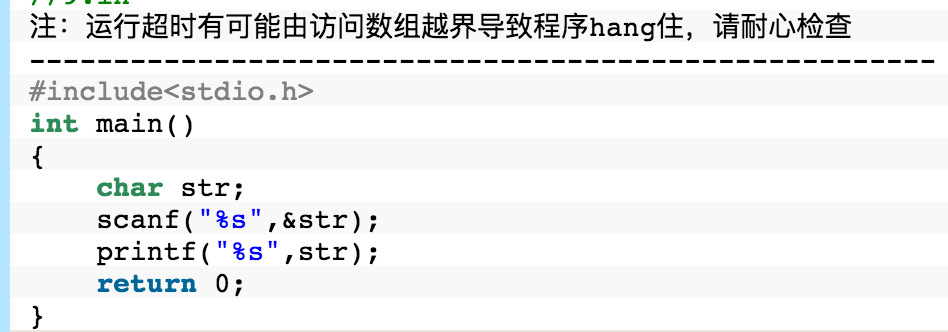 注：运行超时有可能由访问数组越界导致程序hang住，请耐心检查
------------------------------------------------------
#include<stdio.h>
int main()
{
    char str;
    scanf("%s",&str);
    printf("%s",str);
    return 0;
}